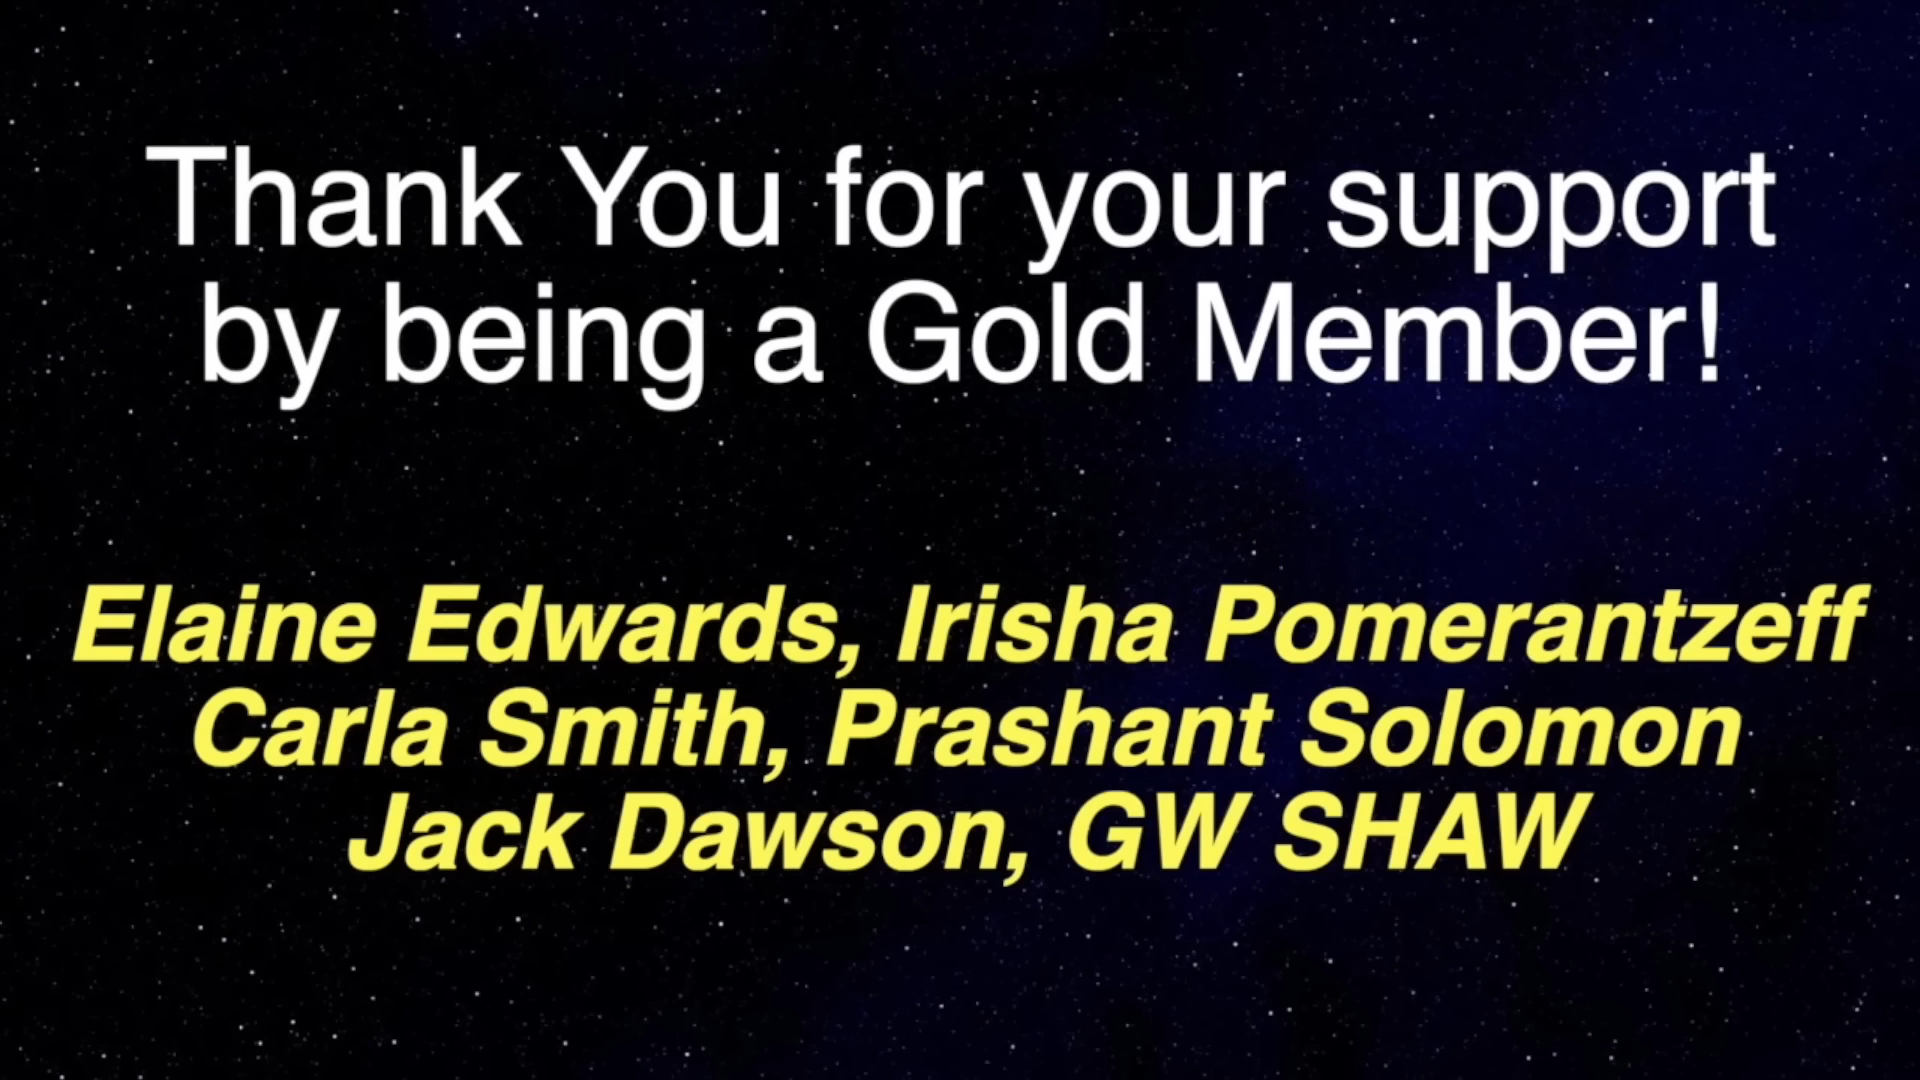 Thank You for your support
by being a Gold Member!
Elaine Edwards, Irisha Pomerantzeff
Carla Smith, Prashant Solomon
Jack Dawson, GW SHAW